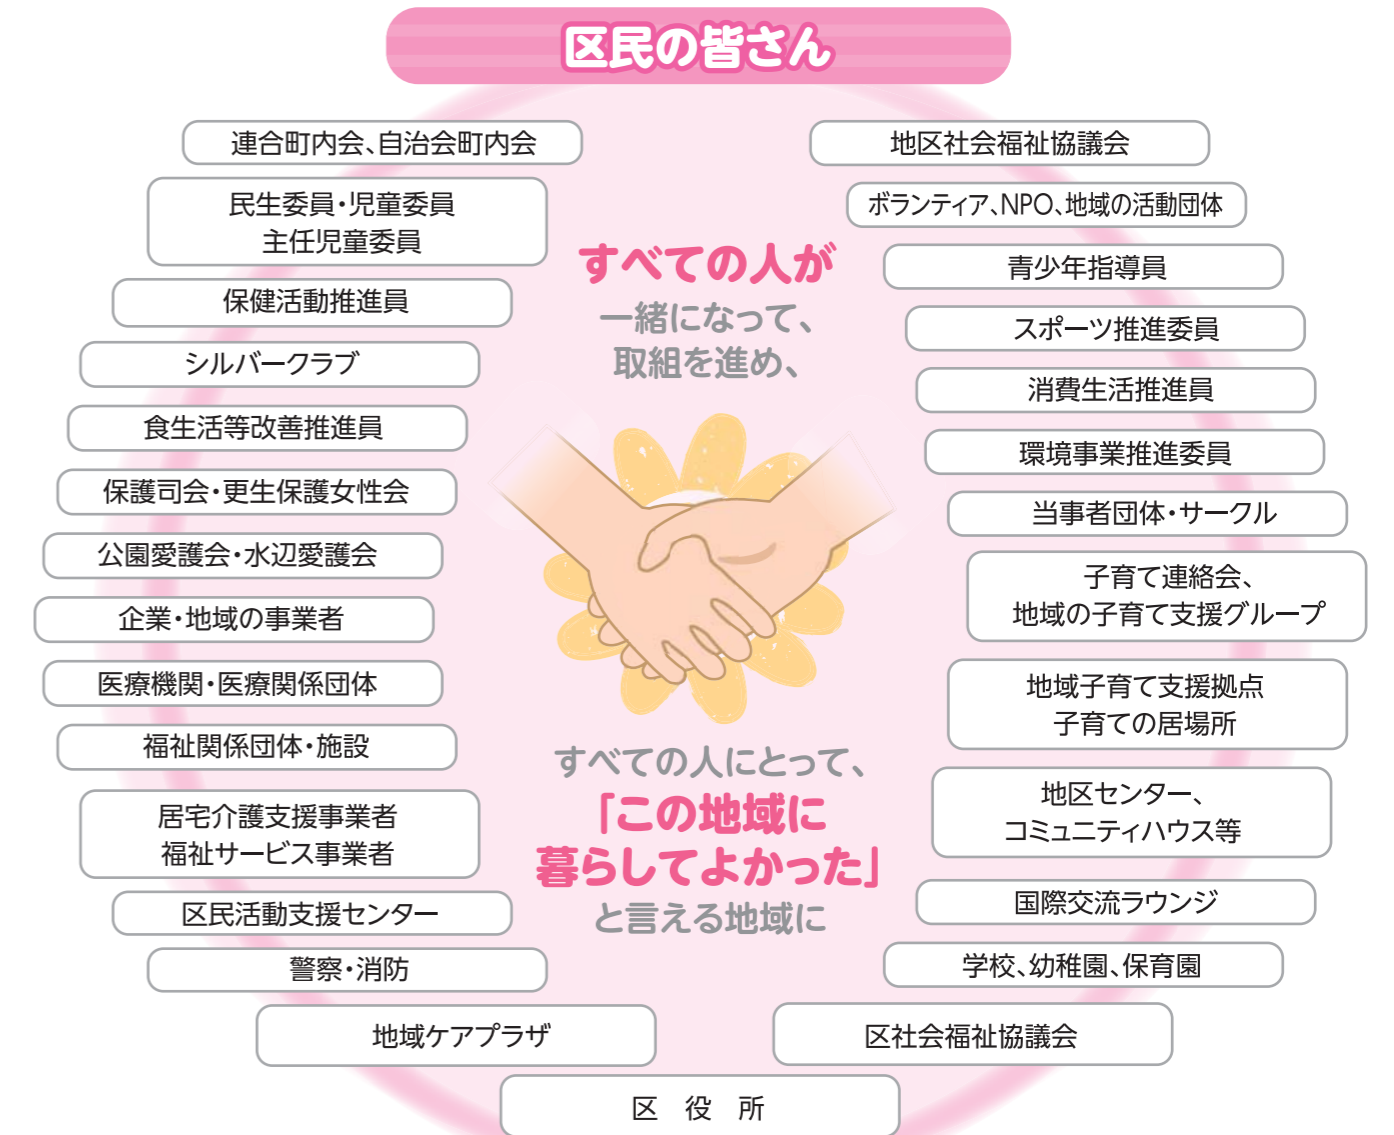 区民の皆さん
連合町内会、自治会町内会
民生委員・児童委員
主任児童委員
保健活動推進員
シルバークラブ
食生活等改善推進員
保護司会・更生保護女性会
公園愛護会・水辺愛護会
企業・地域の事業者
医療機関・医療関係団体
福祉関係団体・施設
居宅介護支援事業者
福祉サービス事業者
区民活動支援センター
警察・消防
地域ケアプラザ
すべての人が
一緒になって、
取組を進め、
すべての人にとって、
「この地域に
暮らしてよかった」
と言える地域に
地区社会福祉協議会
ボランティア、NPO、地域の活動団体
青少年指導員
スポーツ推進委員
消費生活推進員
環境事業推進委員
当事者団体・サークル
子育て連絡会、
地域の子育て支援グループ
地域子育て支援拠点
子育ての居場所
地区センター、
コミュニティハウス等
国際交流ラウンジ
学校、幼稚園、保育園
区社会福祉協議会
区 役 所